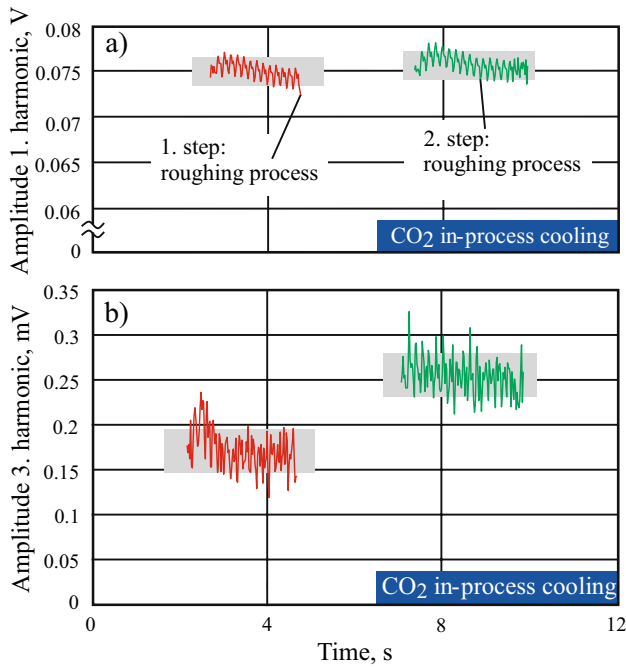 a)
Amplitude 1. harmonic, V
0.08
0.075
0.07
0.065
0.06
0
1. step:
roughing process
2. step:
roughing process
CO2 in-process cooling
b)
Amplitude 3. harmonic, mV
0.35
0.3
0.25
0.2
0.15
0.1
0.05
0
CO2 in-process cooling
0
4
8
12
Time, s